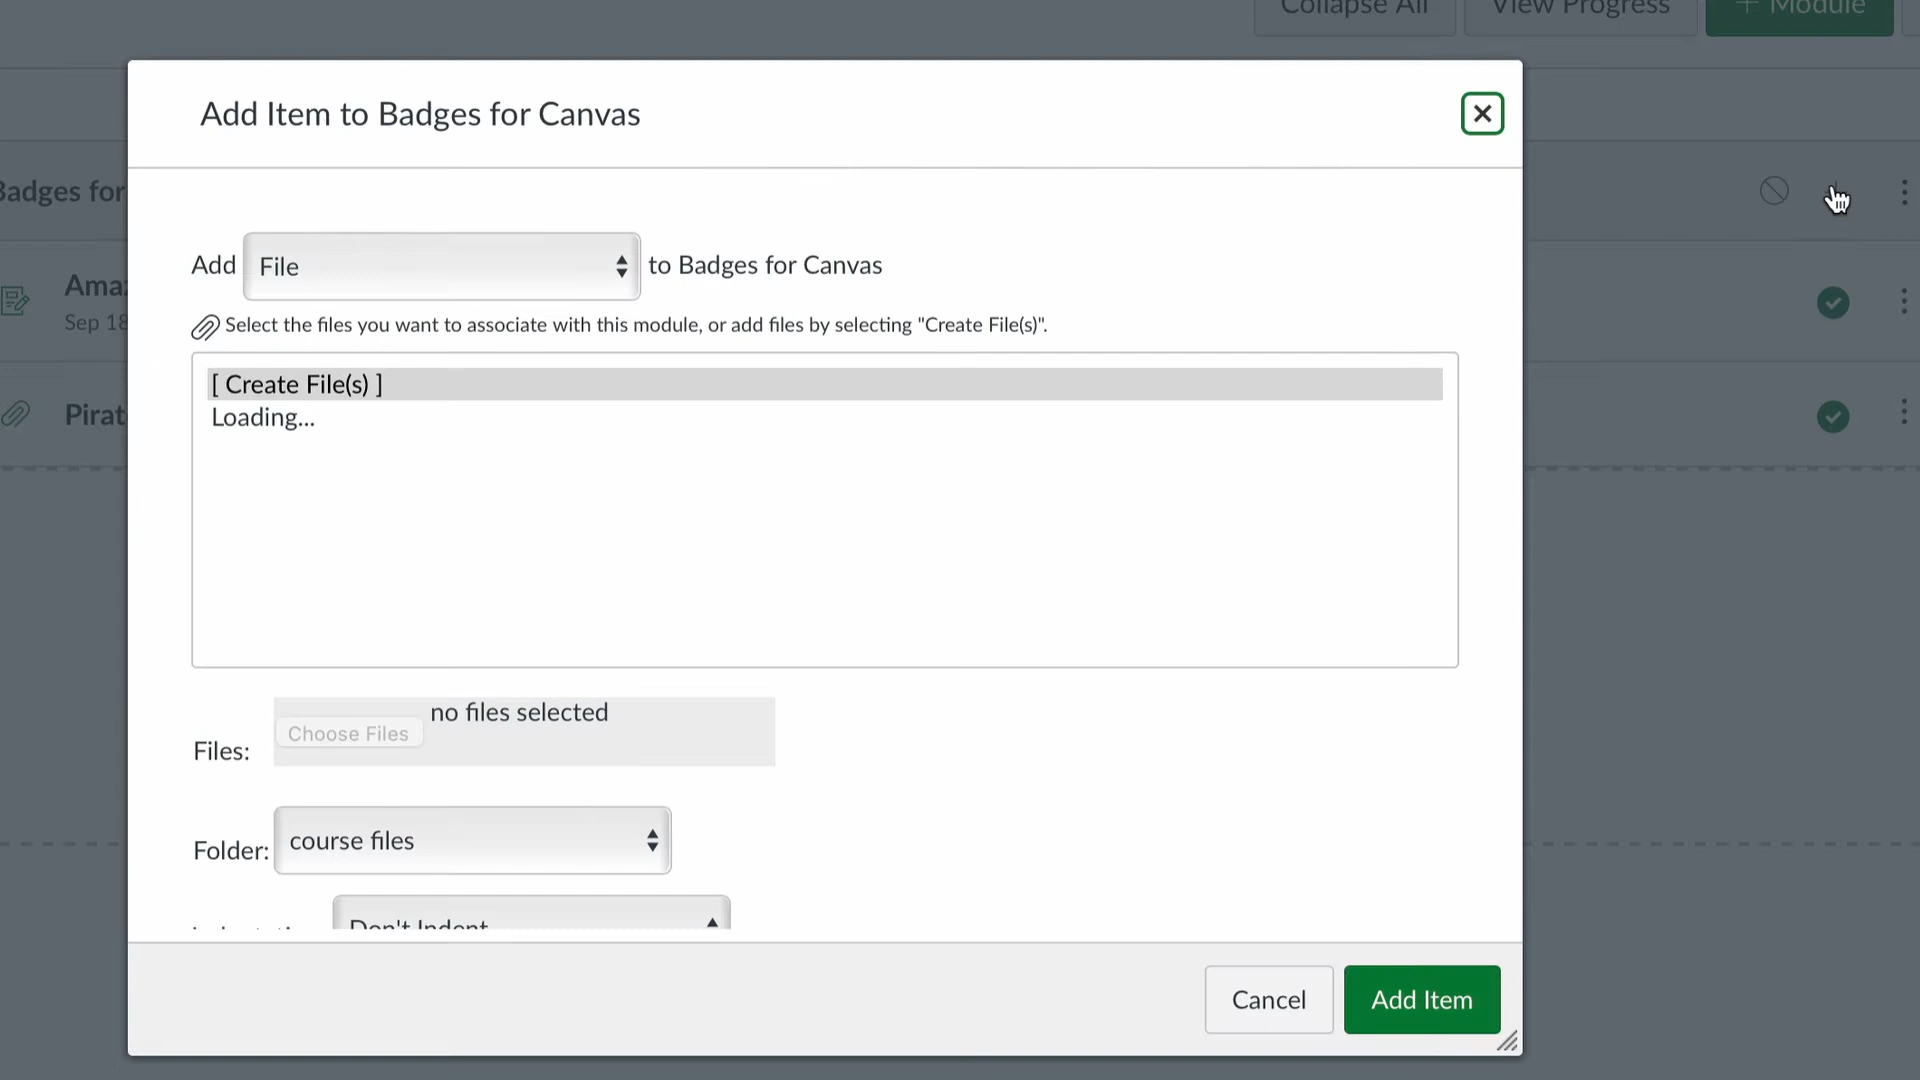 Collapse All
View Progress
+ Module
Add Item to Badges for Canvas
Badges for
Add File to Badges for Canvas
Select the files you want to associate with this module, or add files by selecting "Create File(s)".
Sep 18
[ Create File(s) ]
Loading...
no files selected
Choose Files
Files:
Folder: course files
Don't Indent
Cancel
Add Item